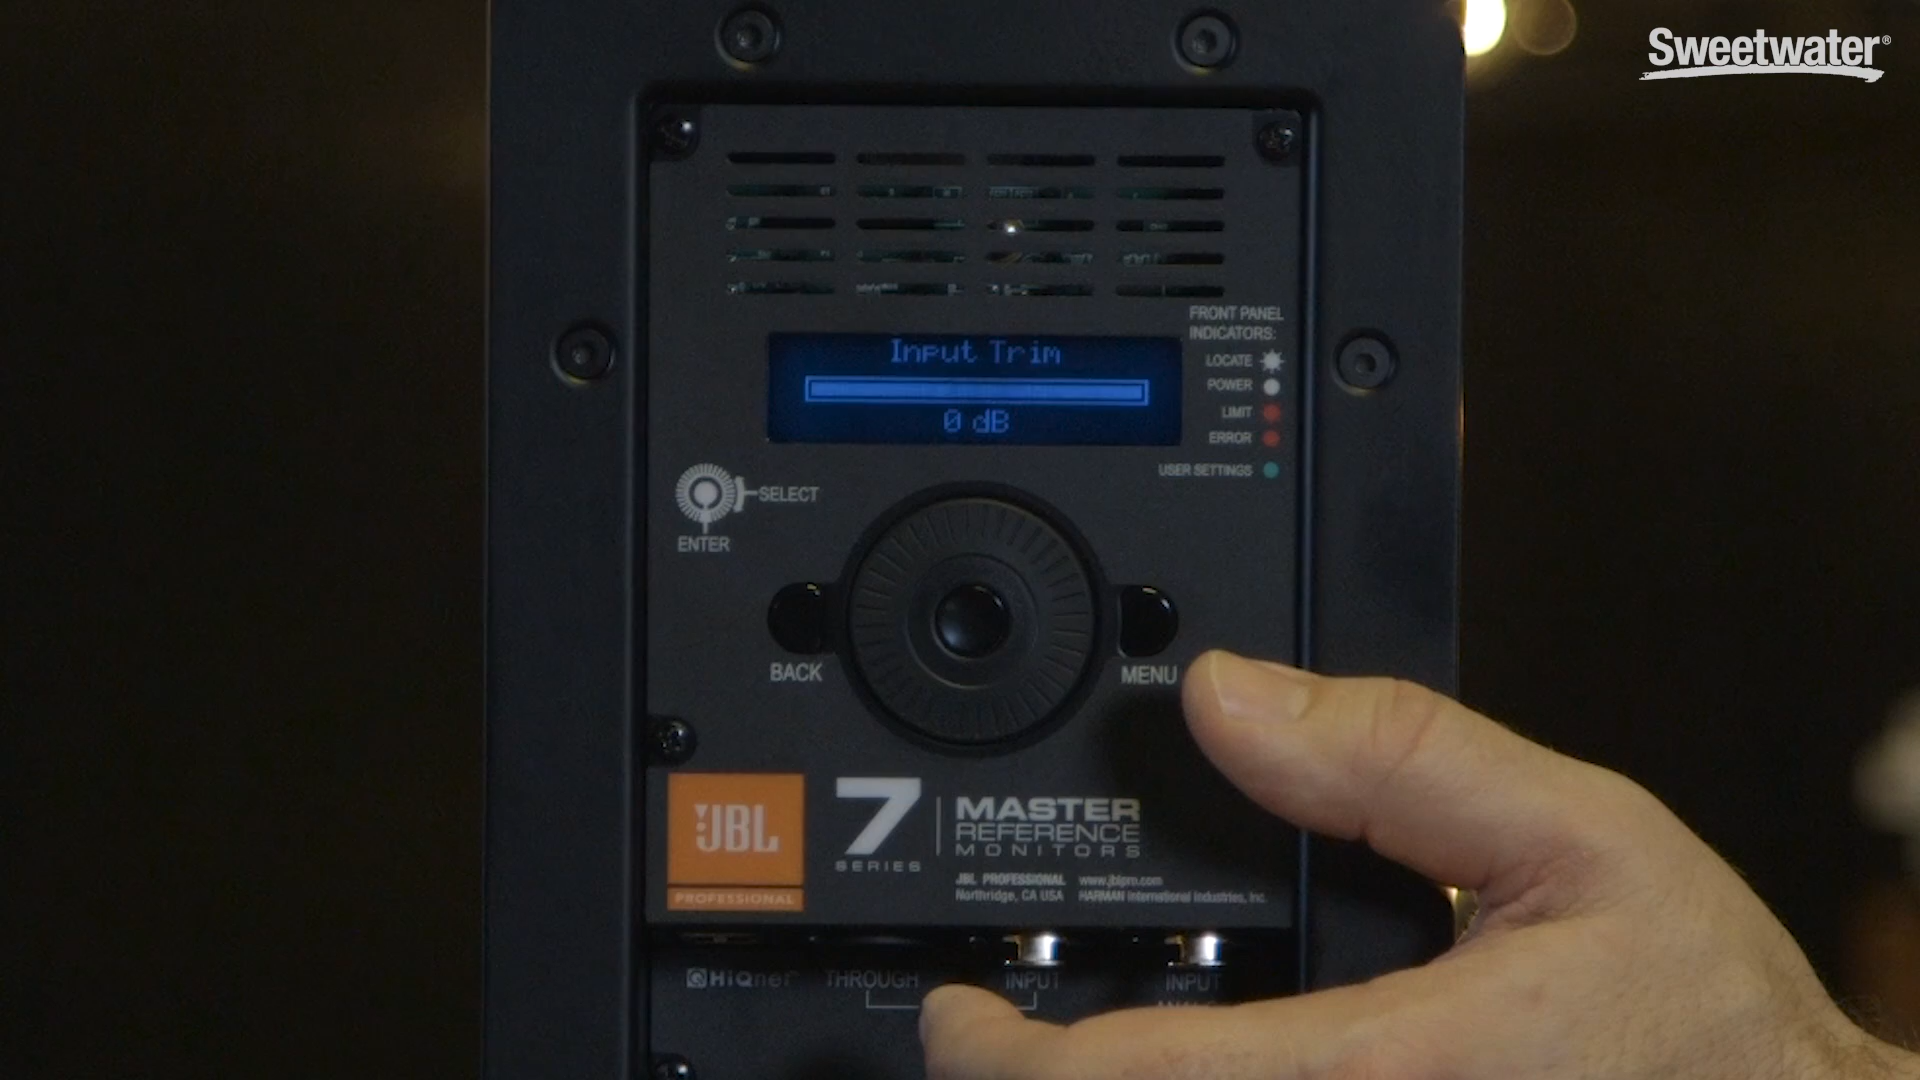 Sweetwater®
FRONT PANEL
INDICATORS:
Input Trim
0 dB
LOCATE
POWER
LIMIT
ERROR
USER SETTINGS
SELECT
ENTER
BACK
MENU
JBL
PROFESSIONAL
7
SERIES
MASTER
REFERENCE
MONITORS
JBL PROFESSIONAL www.jblpro.com
Northridge, CA USA HARMAN International Industries, Inc.
HiQnet™ THROUGH INPUT INPUT